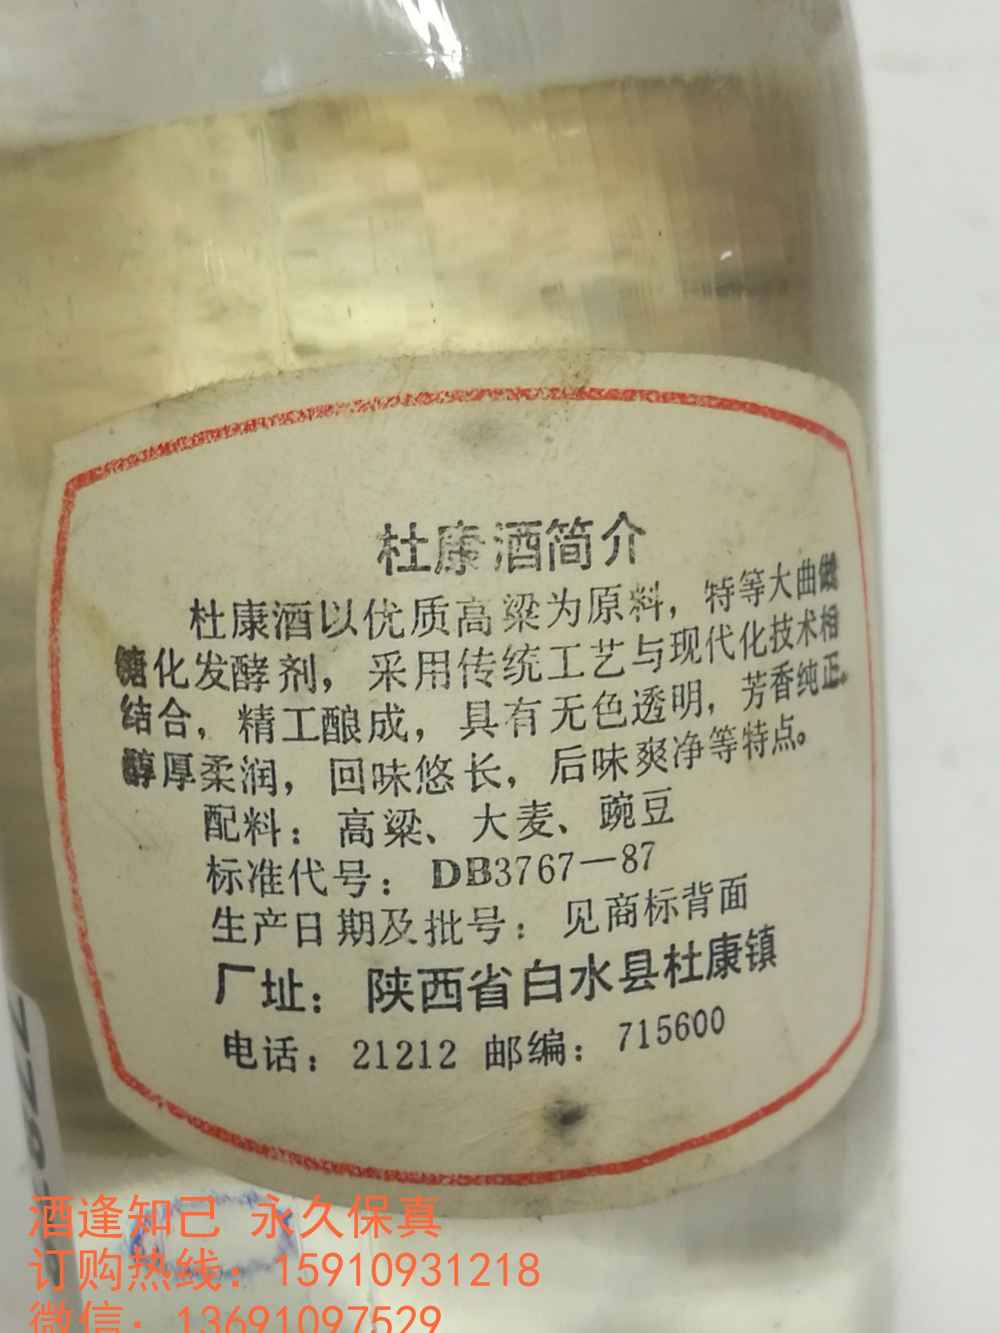 杜康酒简介
杜康酒以优质高粱为原料，特等大曲做
糖化发酵剂，采用传统工艺与现代化技术相
结合，精工酿成，具有无色透明，芳香纯正。
醇厚柔润，回味悠长，后味爽净等特点。
配料：高粱、大麦、豌豆
标准代号：DB3767—87
生产日期及批号：见商标背面
厂址：陕西省白水县杜康镇
电话：21212 邮编：715600
酒逢知己 永久保真
订购热线：15910931218
微信：13691097529